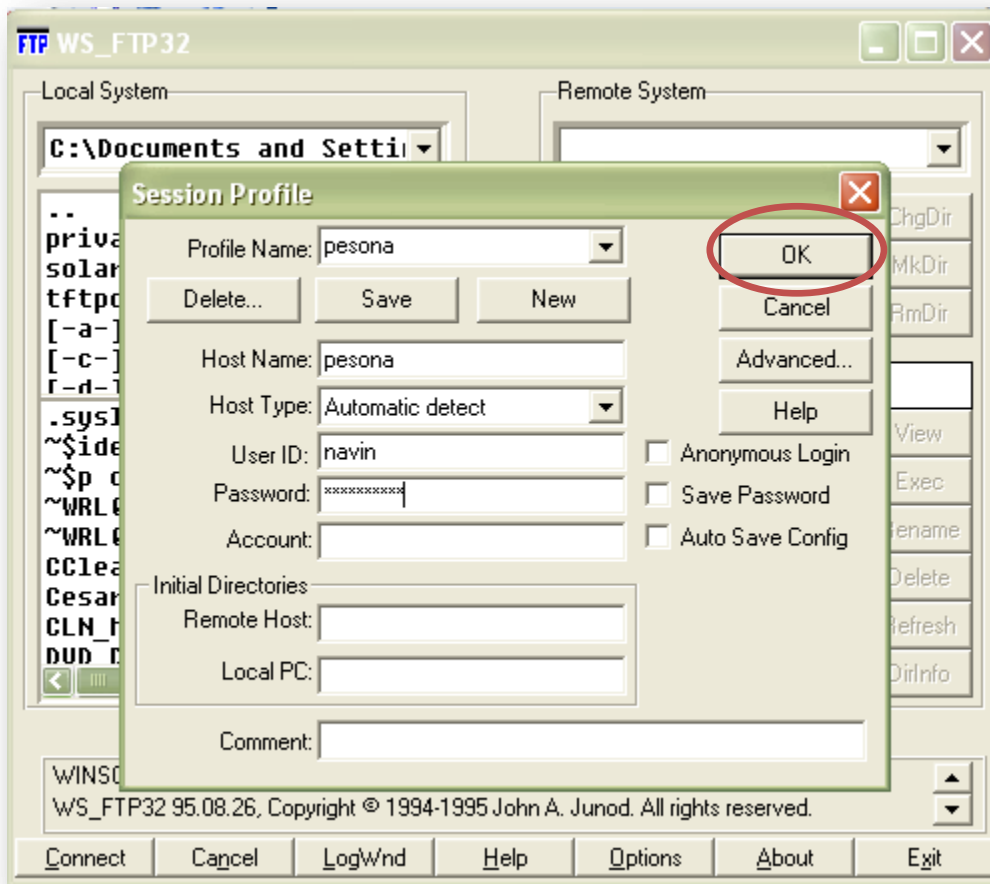 FTP WS_FTP32
Local System
Remote System
C:\Documents and Setti
Session Profile
..
Profile Name: pesona
OK
ChgDir
priva
MkDir
solar
Delete... Save New
Cancel
RmDir
tftpd
[-a-]
[-c-]
Host Name: pesona
Advanced...
[-d-]
Host Type: Automatic detect
Help
.sysl
User ID: navin
Anonymous Login
View
~$ide
Password: **********
Save Password
Exec
~$p
~WRL
Account:
Auto Save Config
Rename
~WRL
CClea
Initial Directories
Delete
Cesar
Remote Host:
Refresh
CLN_
DVD
Local PC:
DirInfo
Comment:
WINSO
WS_FTP32 95.08.26, Copyright © 1994-1995 John A. Junod. All rights reserved.
Connect Cancel LogWnd Help Options About Exit